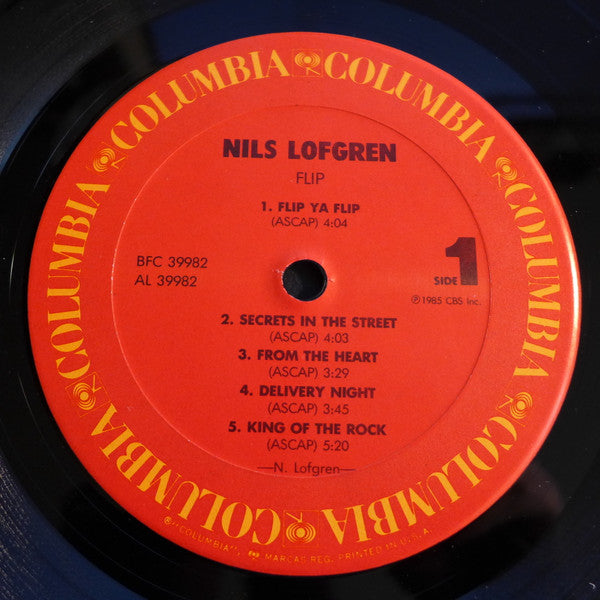 COLUMBIA COLUMBIA COLUMBIA COLUMBIA COLUMBIA COLUMBIA
NILS LOFGREN
FLIP
1. FLIP YA FLIP
(ASCAP) 4:04
BFC 39982
AL 39982
SIDE 1
℗1985 CBS Inc.
2. SECRETS IN THE STREET
(ASCAP) 4:03
3. FROM THE HEART
(ASCAP) 3:29
4. DELIVERY NIGHT
(ASCAP) 3:45
5. KING OF THE ROCK
(ASCAP) 5:20
—N. Lofgren—
®"COLUMBIA", MARCAS REG. PRINTED IN U.S.A.